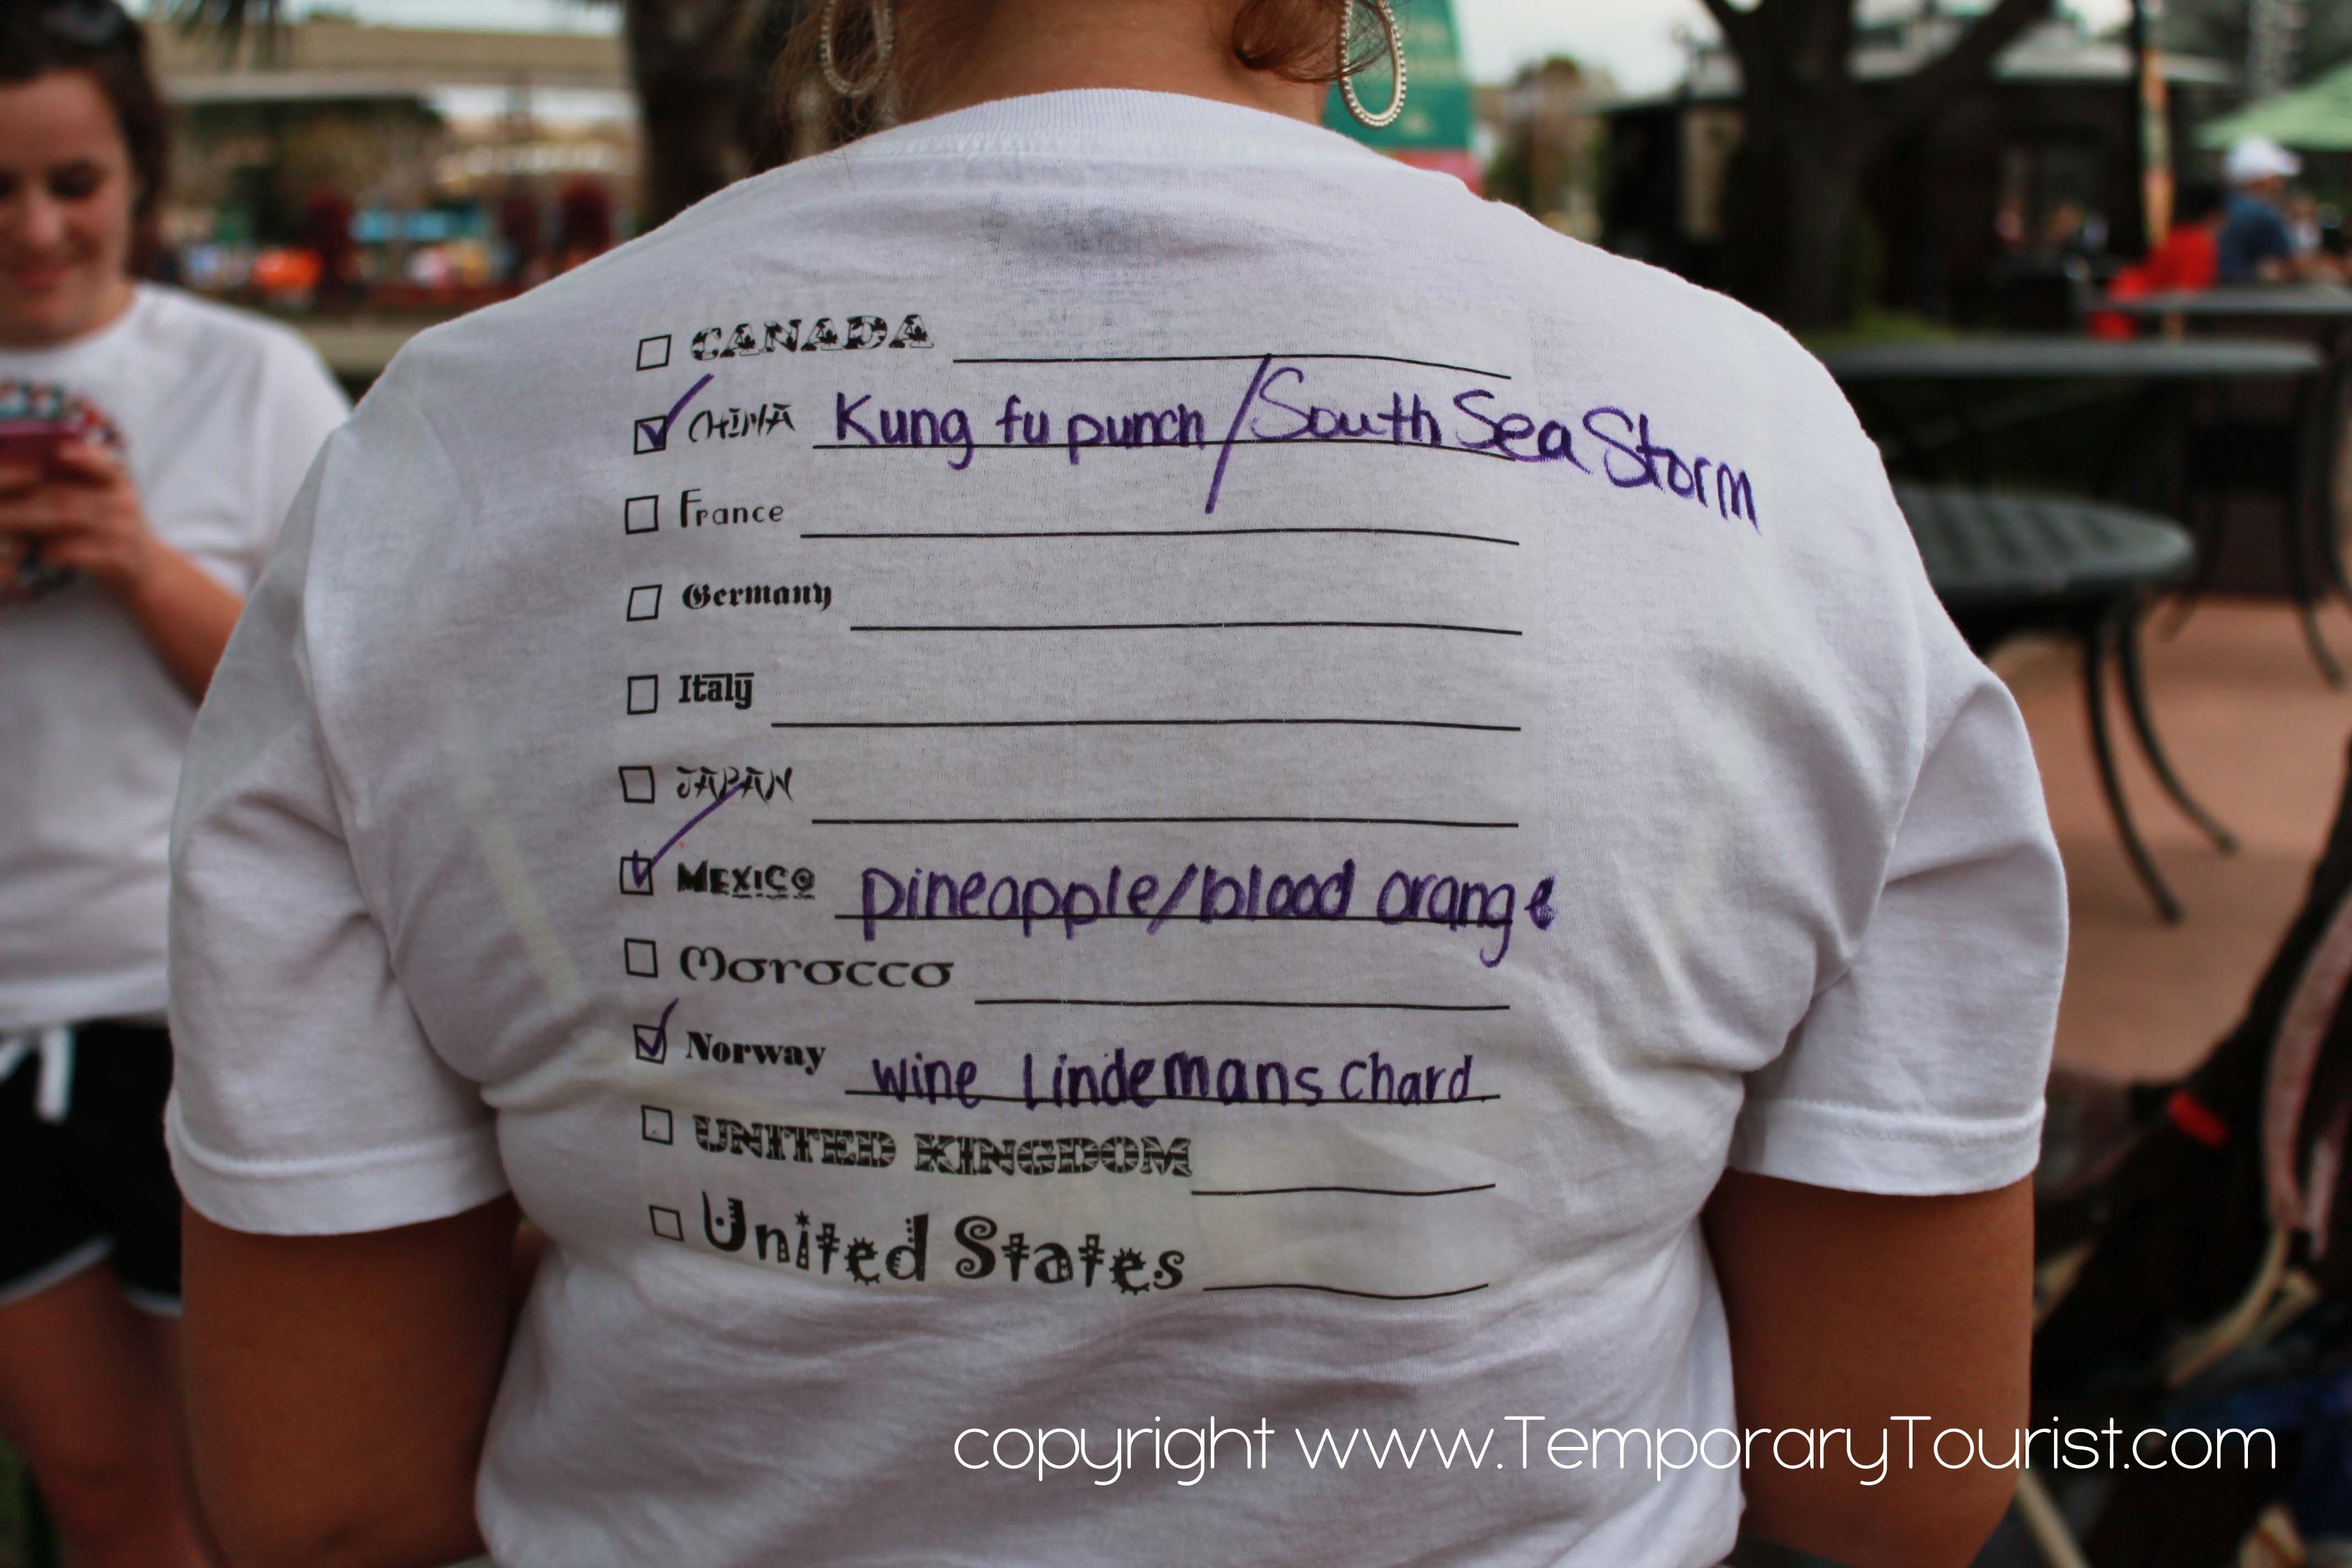 CANADA
CHINA Kung fu punch/South Sea Storm
France
Germany
Italy
JAPAN
MEXICO pineapple/blood orange
Morocco
Norway wine Lindemans chard.
UNITED KINGDOM
United States
copyright www.TemporaryTourist.com